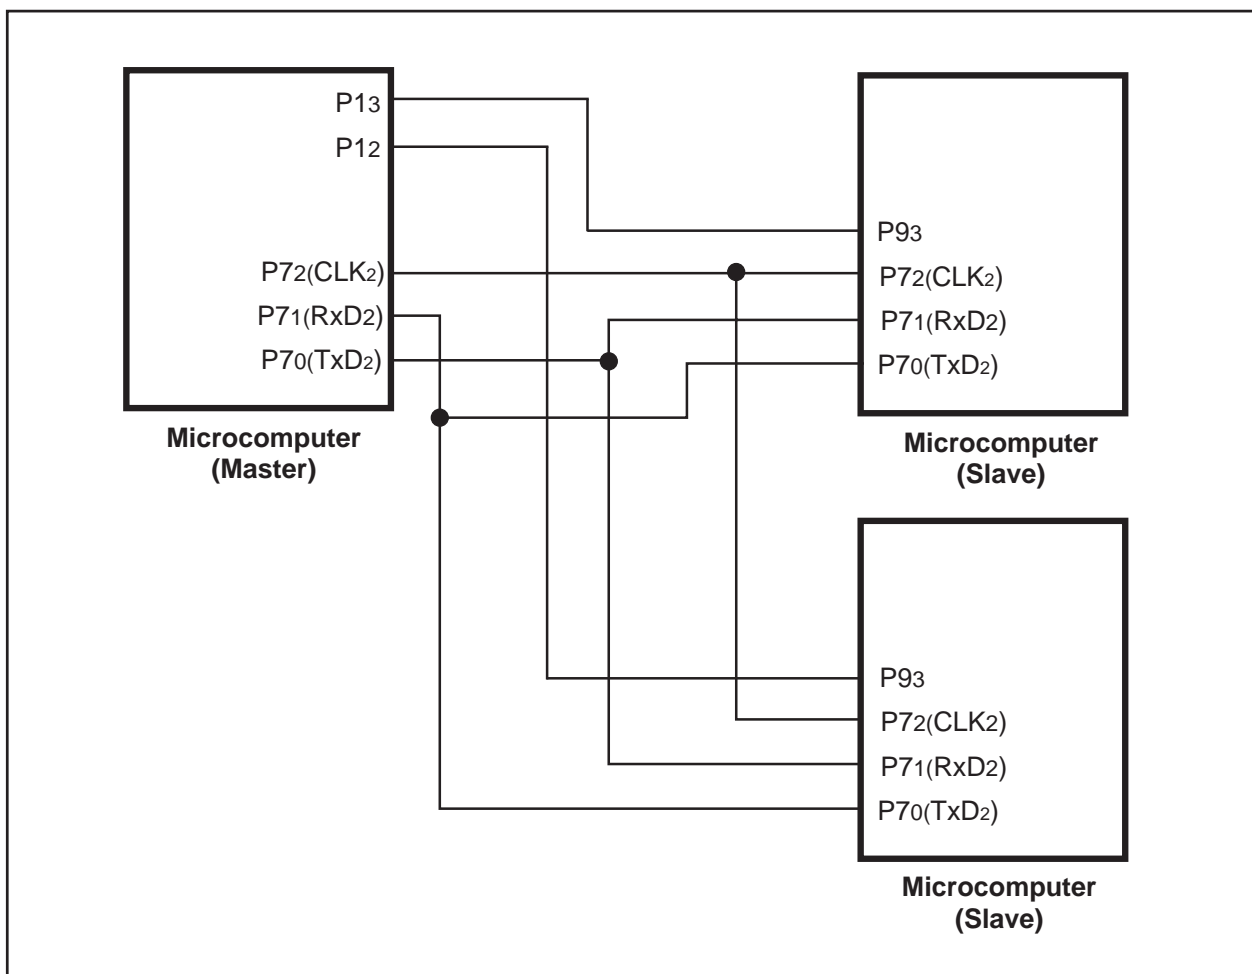 P13
P12
P72(CLK2)
P71(RxD2)
P70(TxD2)
Microcomputer
(Master)
P93
P72(CLK2)
P71(RxD2)
P70(TxD2)
Microcomputer
(Slave)
P93
P72(CLK2)
P71(RxD2)
P70(TxD2)
Microcomputer
(Slave)